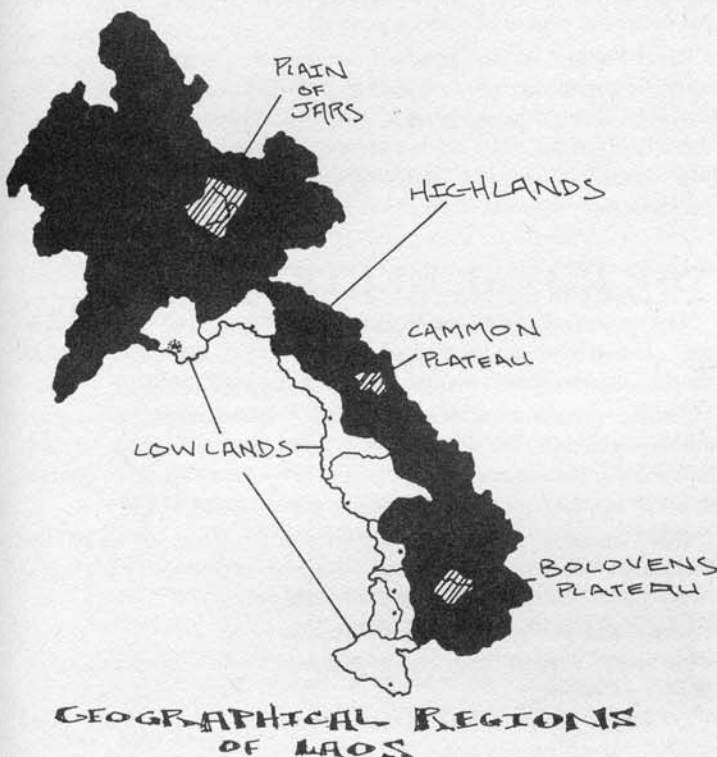 PLAIN
OF
JARS
HIGHLANDS
CAMMON
PLATEAU
LOWLANDS
BOLOVENS
PLATEAU
GEOGRAPHICAL REGIONS
OF LAOS